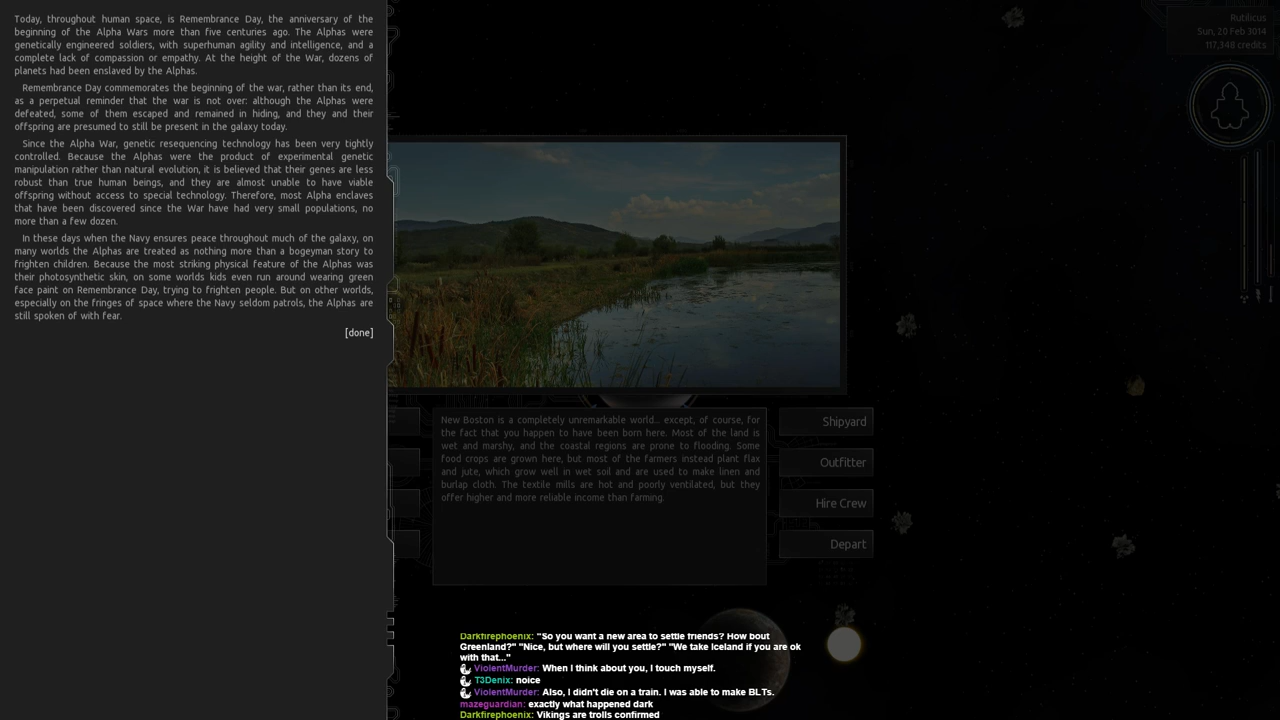 Today, throughout human space, is Remembrance Day, the anniversary of the
beginning of the Alpha Wars more than five centuries ago. The Alphas were
genetically engineered soldiers, with superhuman agility and intelligence, and a
complete lack of compassion or empathy. At the height of the War, dozens of
planets had been enslaved by the Alphas.
Remembrance Day commemorates the beginning of the war, rather than its end,
as a perpetual reminder that the war is not over: although the Alphas were
defeated, some of them escaped and remained in hiding, and they and their
offspring are presumed to still be present in the galaxy today.
Since the Alpha War, genetic resequencing technology has been very tightly
controlled. Because the Alphas were the product of experimental genetic
manipulation rather than natural evolution, it is believed that their genes are less
robust than true human beings, and they are almost unable to have viable
offspring without access to special technology. Therefore, most Alpha enclaves
that have been discovered since the War have had very small populations, no
more than a few dozen.
In these days when the Navy ensures peace throughout much of the galaxy, on
many worlds the Alphas are treated as nothing more than a bogeyman story to
frighten children. Because the most striking physical feature of the Alphas was
their photosynthetic skin, on some worlds kids even run around wearing green
face paint on Remembrance Day, trying to frighten people. But on other worlds,
especially on the fringes of space where the Navy seldom patrols, the Alphas are
still spoken of with fear.
[done]
Rutilicus
Sun, 20 Feb 3014
117,348 credits
New Boston is a completely unremarkable world... except, of course, for
the fact that you happen to have been born here. Most of the land is
wet and marshy, and the coastal regions are prone to flooding. Some
food crops are grown here, but most of the farmers instead plant flax
and jute, which grow well in wet soil and are used to make linen and
burlap cloth. The textile mills are hot and poorly ventilated, but they
offer higher and more reliable income than farming.
Shipyard
Outfitter
Hire Crew
Depart
Darkfirephoenix: "So you want a new area to settle friends? How bout
Greenland?" "Nice, but where will you settle?" "We take Iceland if you are ok
with that..."
ViolentMurder: When I think about you, I touch myself.
T3Denix: noice
ViolentMurder: Also, I didn't die on a train. I was able to make BLTs.
mazeguardian: exactly what happened dark
Darkfirephoenix: Vikings are trolls confirmed